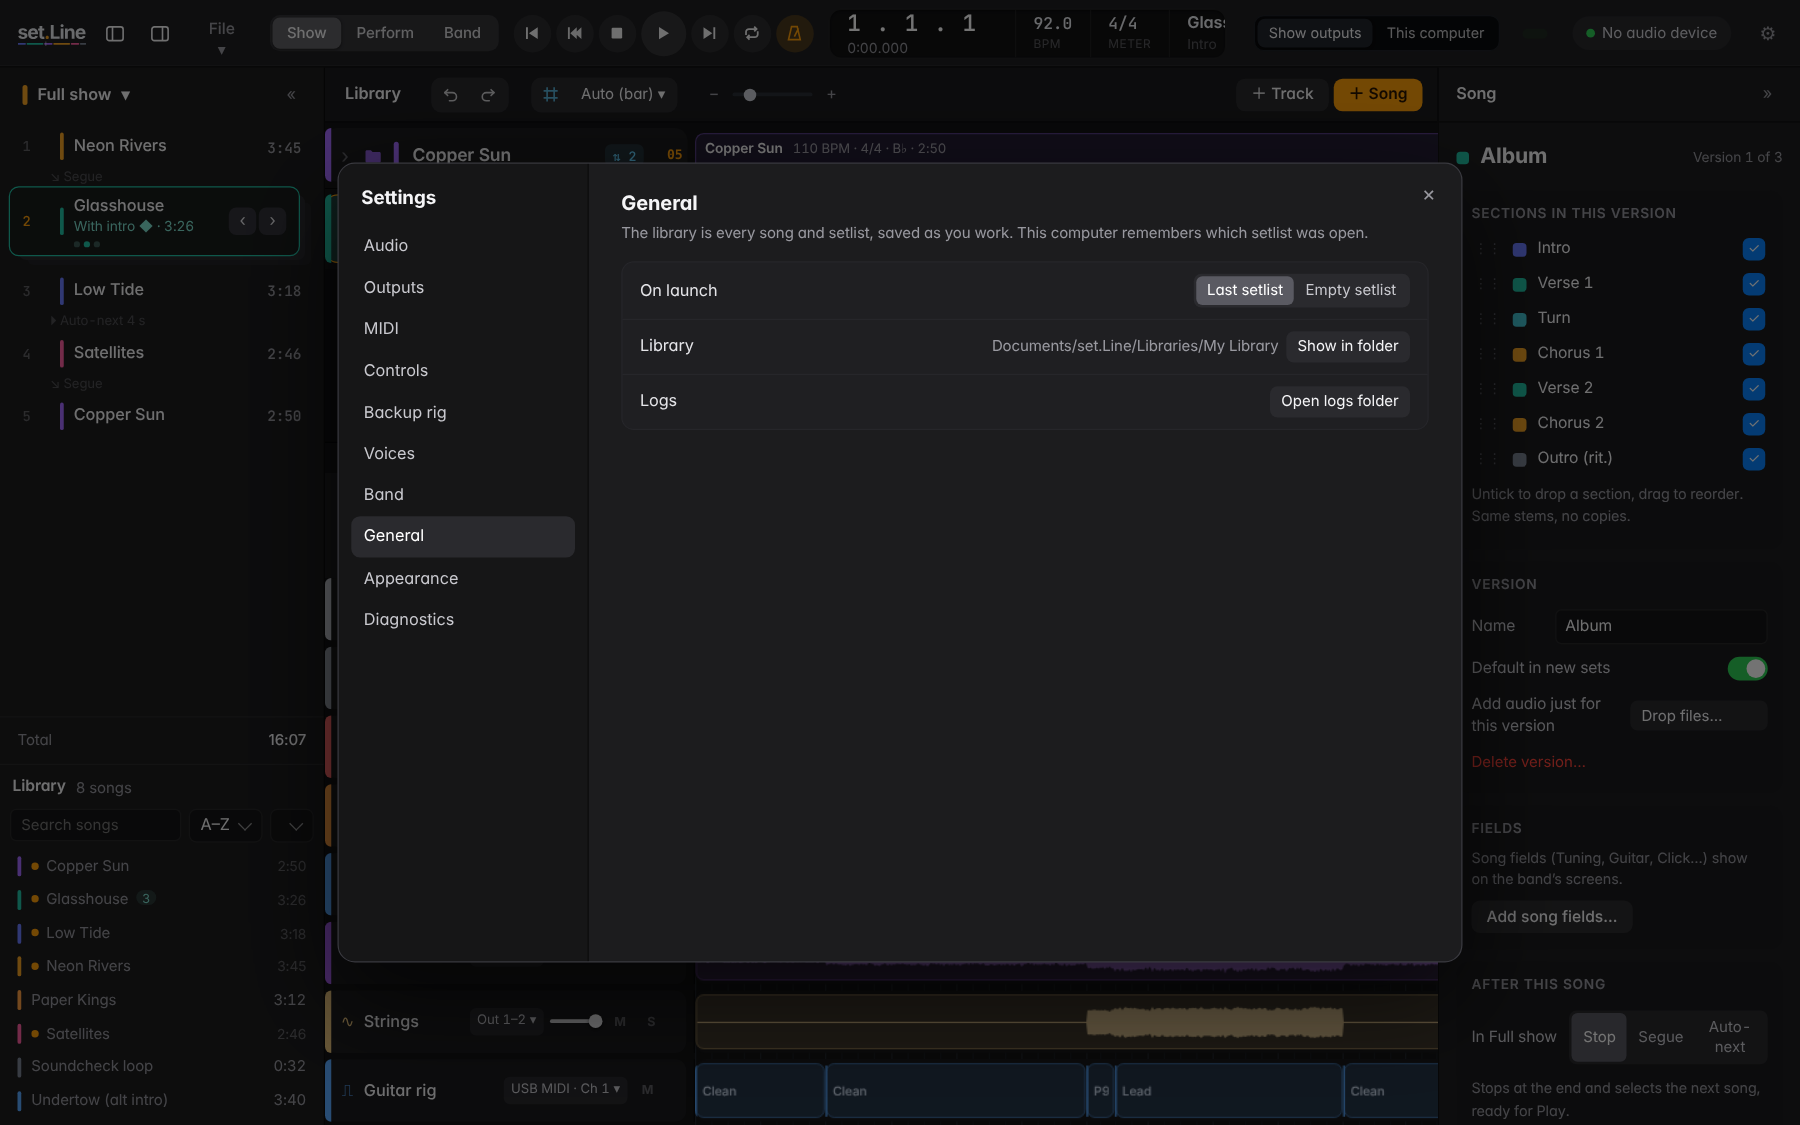 set.Line
File
▼
Show
Perform
Band
1 . 1 . 1
0:00.000
92.0
BPM
4/4
METER
Glass
Intro
Show outputs
This computer
No audio device
Full show ▼
«
1
Neon Rivers
3:45
↘ Segue
2
Glasshouse
With intro ◆ · 3:26
‹
›
3
Low Tide
3:18
Auto-next 4 s
4
Satellites
2:46
↘ Segue
5
Copper Sun
2:50
Total
16:07
Library
8 songs
Search songs
A–Z
Copper Sun
2:50
Glasshouse
3
3:26
Low Tide
3:18
Neon Rivers
3:45
Paper Kings
3:12
Satellites
2:46
Soundcheck loop
0:32
Undertow (alt intro)
3:40
Library
Auto (bar) ▾
−
+
+ Track
+ Song
Copper Sun
⇅ 2
05
Copper Sun
110 BPM · 4/4 · B♭ · 2:50
Settings
Audio
Outputs
MIDI
Controls
Backup rig
Voices
Band
General
Appearance
Diagnostics
General
×
The library is every song and setlist, saved as you work. This computer remembers which setlist was open.
On launch
Last setlist
Empty setlist
Library
Documents/set.Line/Libraries/My Library
Show in folder
Logs
Open logs folder
Strings
Out 1–2 ▾
M
S
Guitar rig
USB MIDI · Ch 1 ▾
M
Clean
Clean
P9
Lead
Clean
Song
»
Album
Version 1 of 3
SECTIONS IN THIS VERSION
Intro
Verse 1
Turn
Chorus 1
Verse 2
Chorus 2
Outro (rit.)
Untick to drop a section, drag to reorder.
Same stems, no copies.
VERSION
Name
Album
Default in new sets
Add audio just for
this version
Drop files…
Delete version…
FIELDS
Song fields (Tuning, Guitar, Click…) show
on the band’s screens.
Add song fields…
AFTER THIS SONG
In Full show
Stop
Segue
Auto-
next
Stops at the end and selects the next song,
ready for Play.